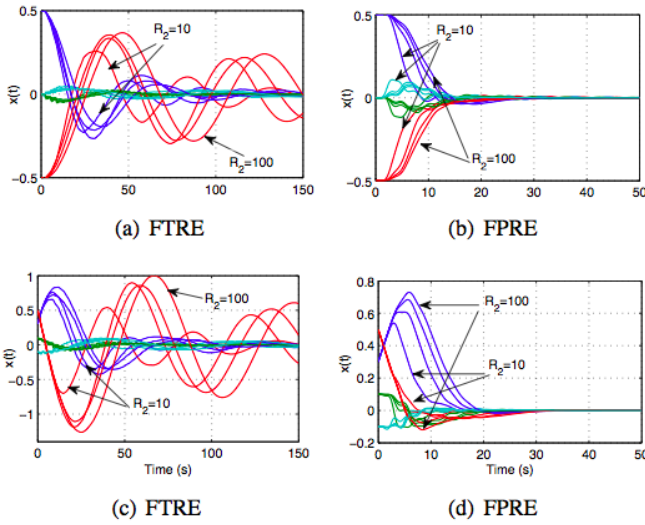 0.5
0
−0.5
x(t)
R2=10
R2=100
0 50 100 150
(a) FTRE
0.5
0
−0.5
x(t)
R2=10
R2=100
0 10 20 30 40 50
(b) FPRE
1
0.5
0
−0.5
−1
x(t)
R2=100
R2=10
0 50 100 150
Time (s)
(c) FTRE
0.8
0.6
0.4
0.2
0
−0.2
x(t)
R2=100
R2=10
0 10 20 30 40 50
Time (s)
(d) FPRE